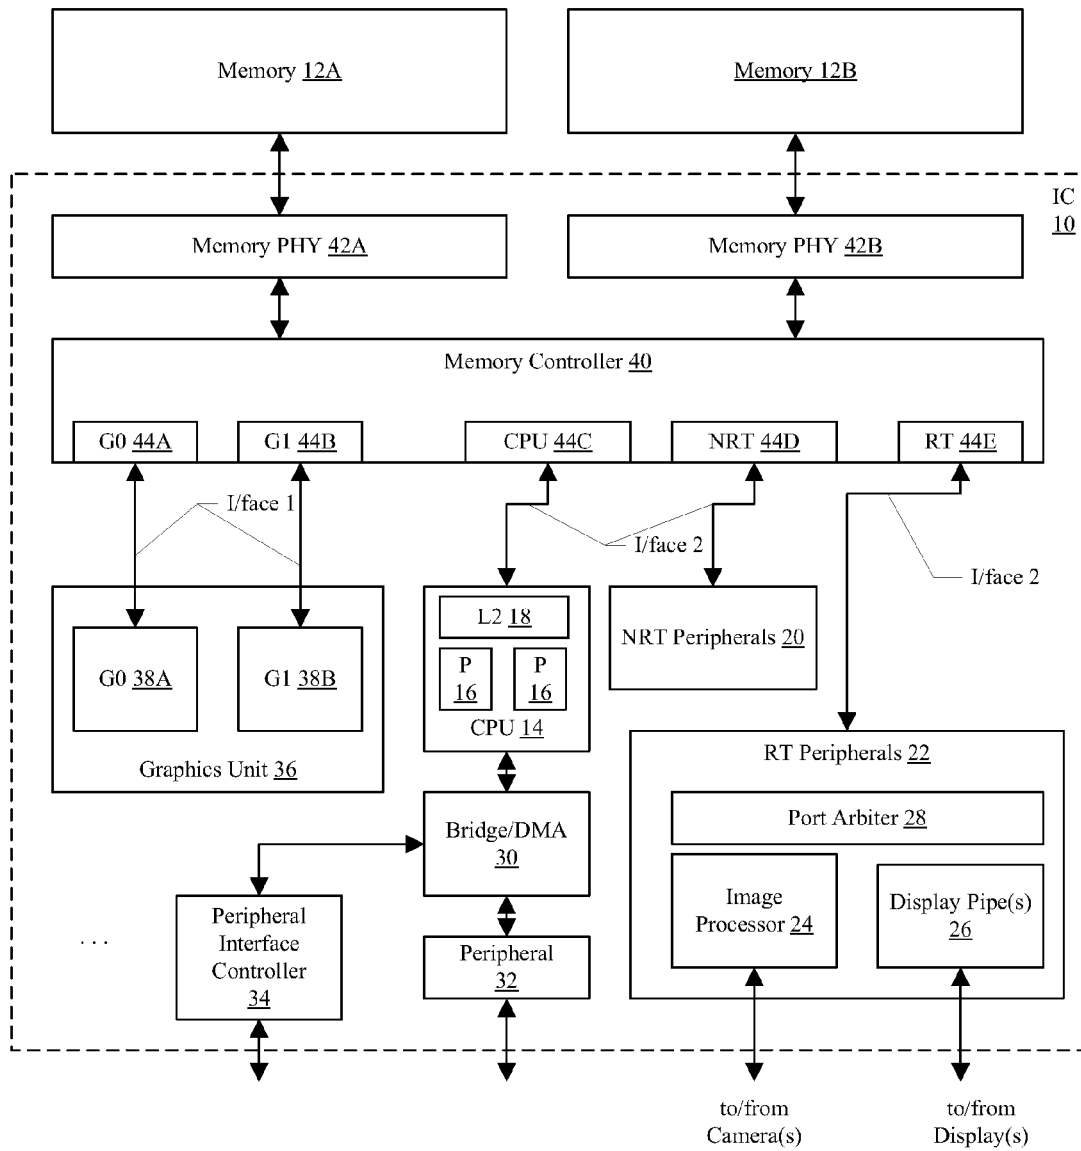 Memory 12A
Memory 12B
IC
10
Memory PHY 42A
Memory PHY 42B
Memory Controller 40
G0 44A
G1 44B
CPU 44C
NRT 44D
RT 44E
I/face 1
I/face 2
I/face 2
G0 38A
G1 38B
Graphics Unit 36
L2 18
P
16
P
16
CPU 14
NRT Peripherals 20
RT Peripherals 22
Port Arbiter 28
Image
Processor 24
Display Pipe(s)
26
Bridge/DMA
30
Peripheral
Interface
Controller
34
. . .
Peripheral
32
to/from
Camera(s)
to/from
Display(s)